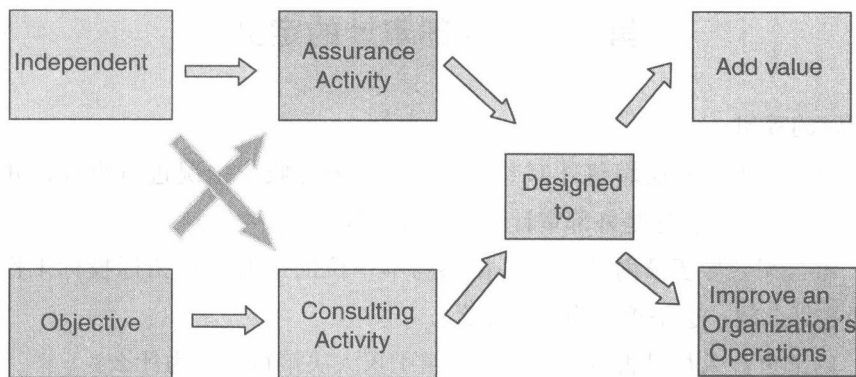 Independent
Assurance
Activity
Add value
Designed
to
Objective
Consulting
Activity
Improve an
Organization's
Operations